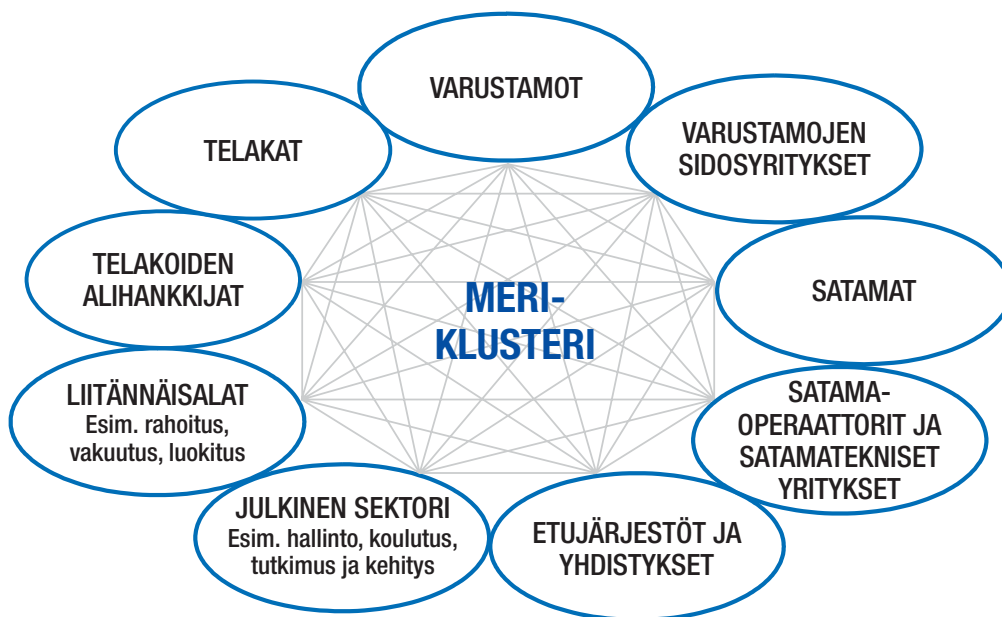 VARUSTAMOT
VARUSTAMOJEN
SIDOSYRITYKSET
TELAKAT
TELAKOIDEN
ALIHANKKIJAT
MERI-
KLUSTERI
SATAMAT
LIITÄNNÄISALAT
Esim. rahoitus,
vakuutus, luokitus
SATAMA-
OPERAATTORIT JA
SATAMATEKNISET
YRITYKSET
JULKINEN SEKTORI
Esim. hallinto, koulutus,
tutkimus ja kehitys
ETUJÄRJESTÖT JA
YHDISTYKSET